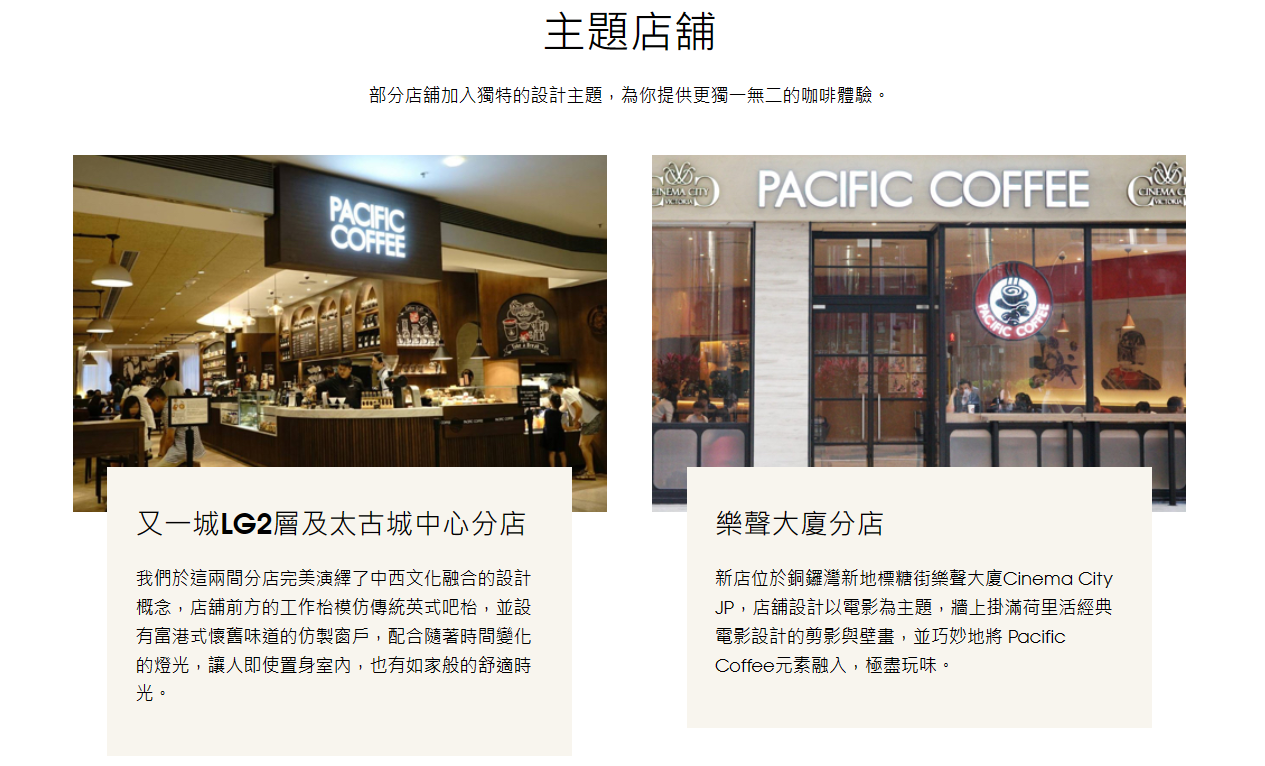 主題店舖
部分店舖加入獨特的設計主題，為你提供更獨一無二的咖啡體驗。
PACIFIC
COFFEE
Take a Break
CINEMA CITY
VICTORIA
PACIFIC COFFEE
CINEMA CI
VICTORIA
PACIFIC COFFEE
又一城LG2層及太古城中心分店
我們於這兩間分店完美演繹了中西文化融合的設計
概念，店舖前方的工作枱模仿傳統英式吧枱，並設
有富港式懷舊味道的仿製窗戶，配合隨著時間變化
的燈光，讓人即使置身室內，也有如家般的舒適時
光。
樂聲大廈分店
新店位於銅鑼灣新地標糖街樂聲大廈Cinema City
JP，店舖設計以電影為主題，牆上掛滿荷里活經典
電影設計的剪影與壁畫，並巧妙地將 Pacific
Coffee元素融入，極盡玩味。